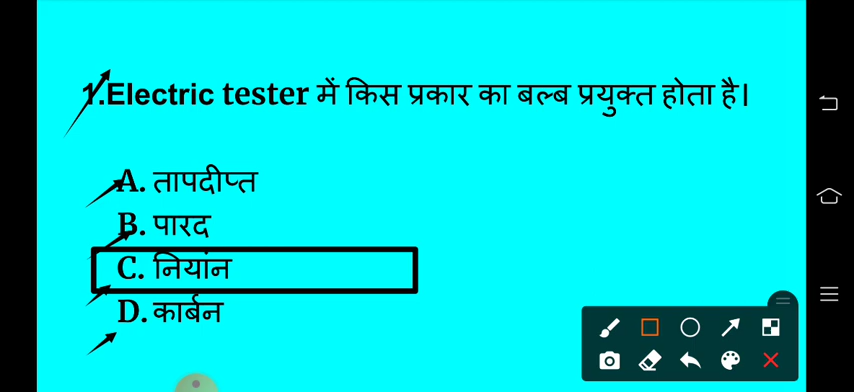 1.Electric tester में किस प्रकार का बल्ब प्रयुक्त होता है।
A. तापदीप्त
B. पारद
C. नियांन
D. कार्बन